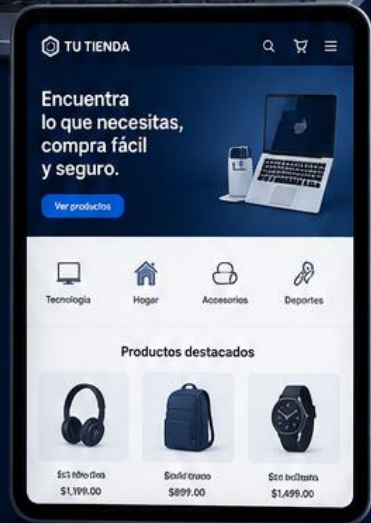 TU TIENDA
Encuentra
lo que necesitas,
compra fácil
y seguro.
Ver productos
Tecnología
Hogar
Accesorios
Deportes
Productos destacados
$1,199.00
$899.00
$1,499.00